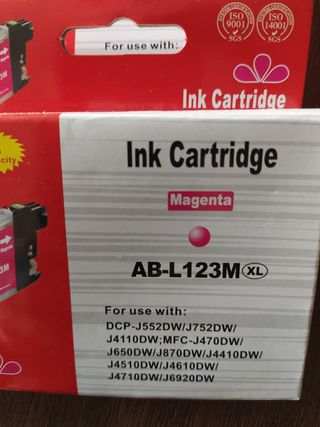 For use with:
ISO
9001
SGS
ISO
14001
SGS
Ink Cartridge
Ink Cartridge
Magenta
AB-L123M XL
For use with:
DCP-J552DW/J752DW/
J4110DW;MFC-J470DW/
J650DW/J870DW/J4410DW/
J4510DW/J4610DW/
J4710DW/J6920DW
23M